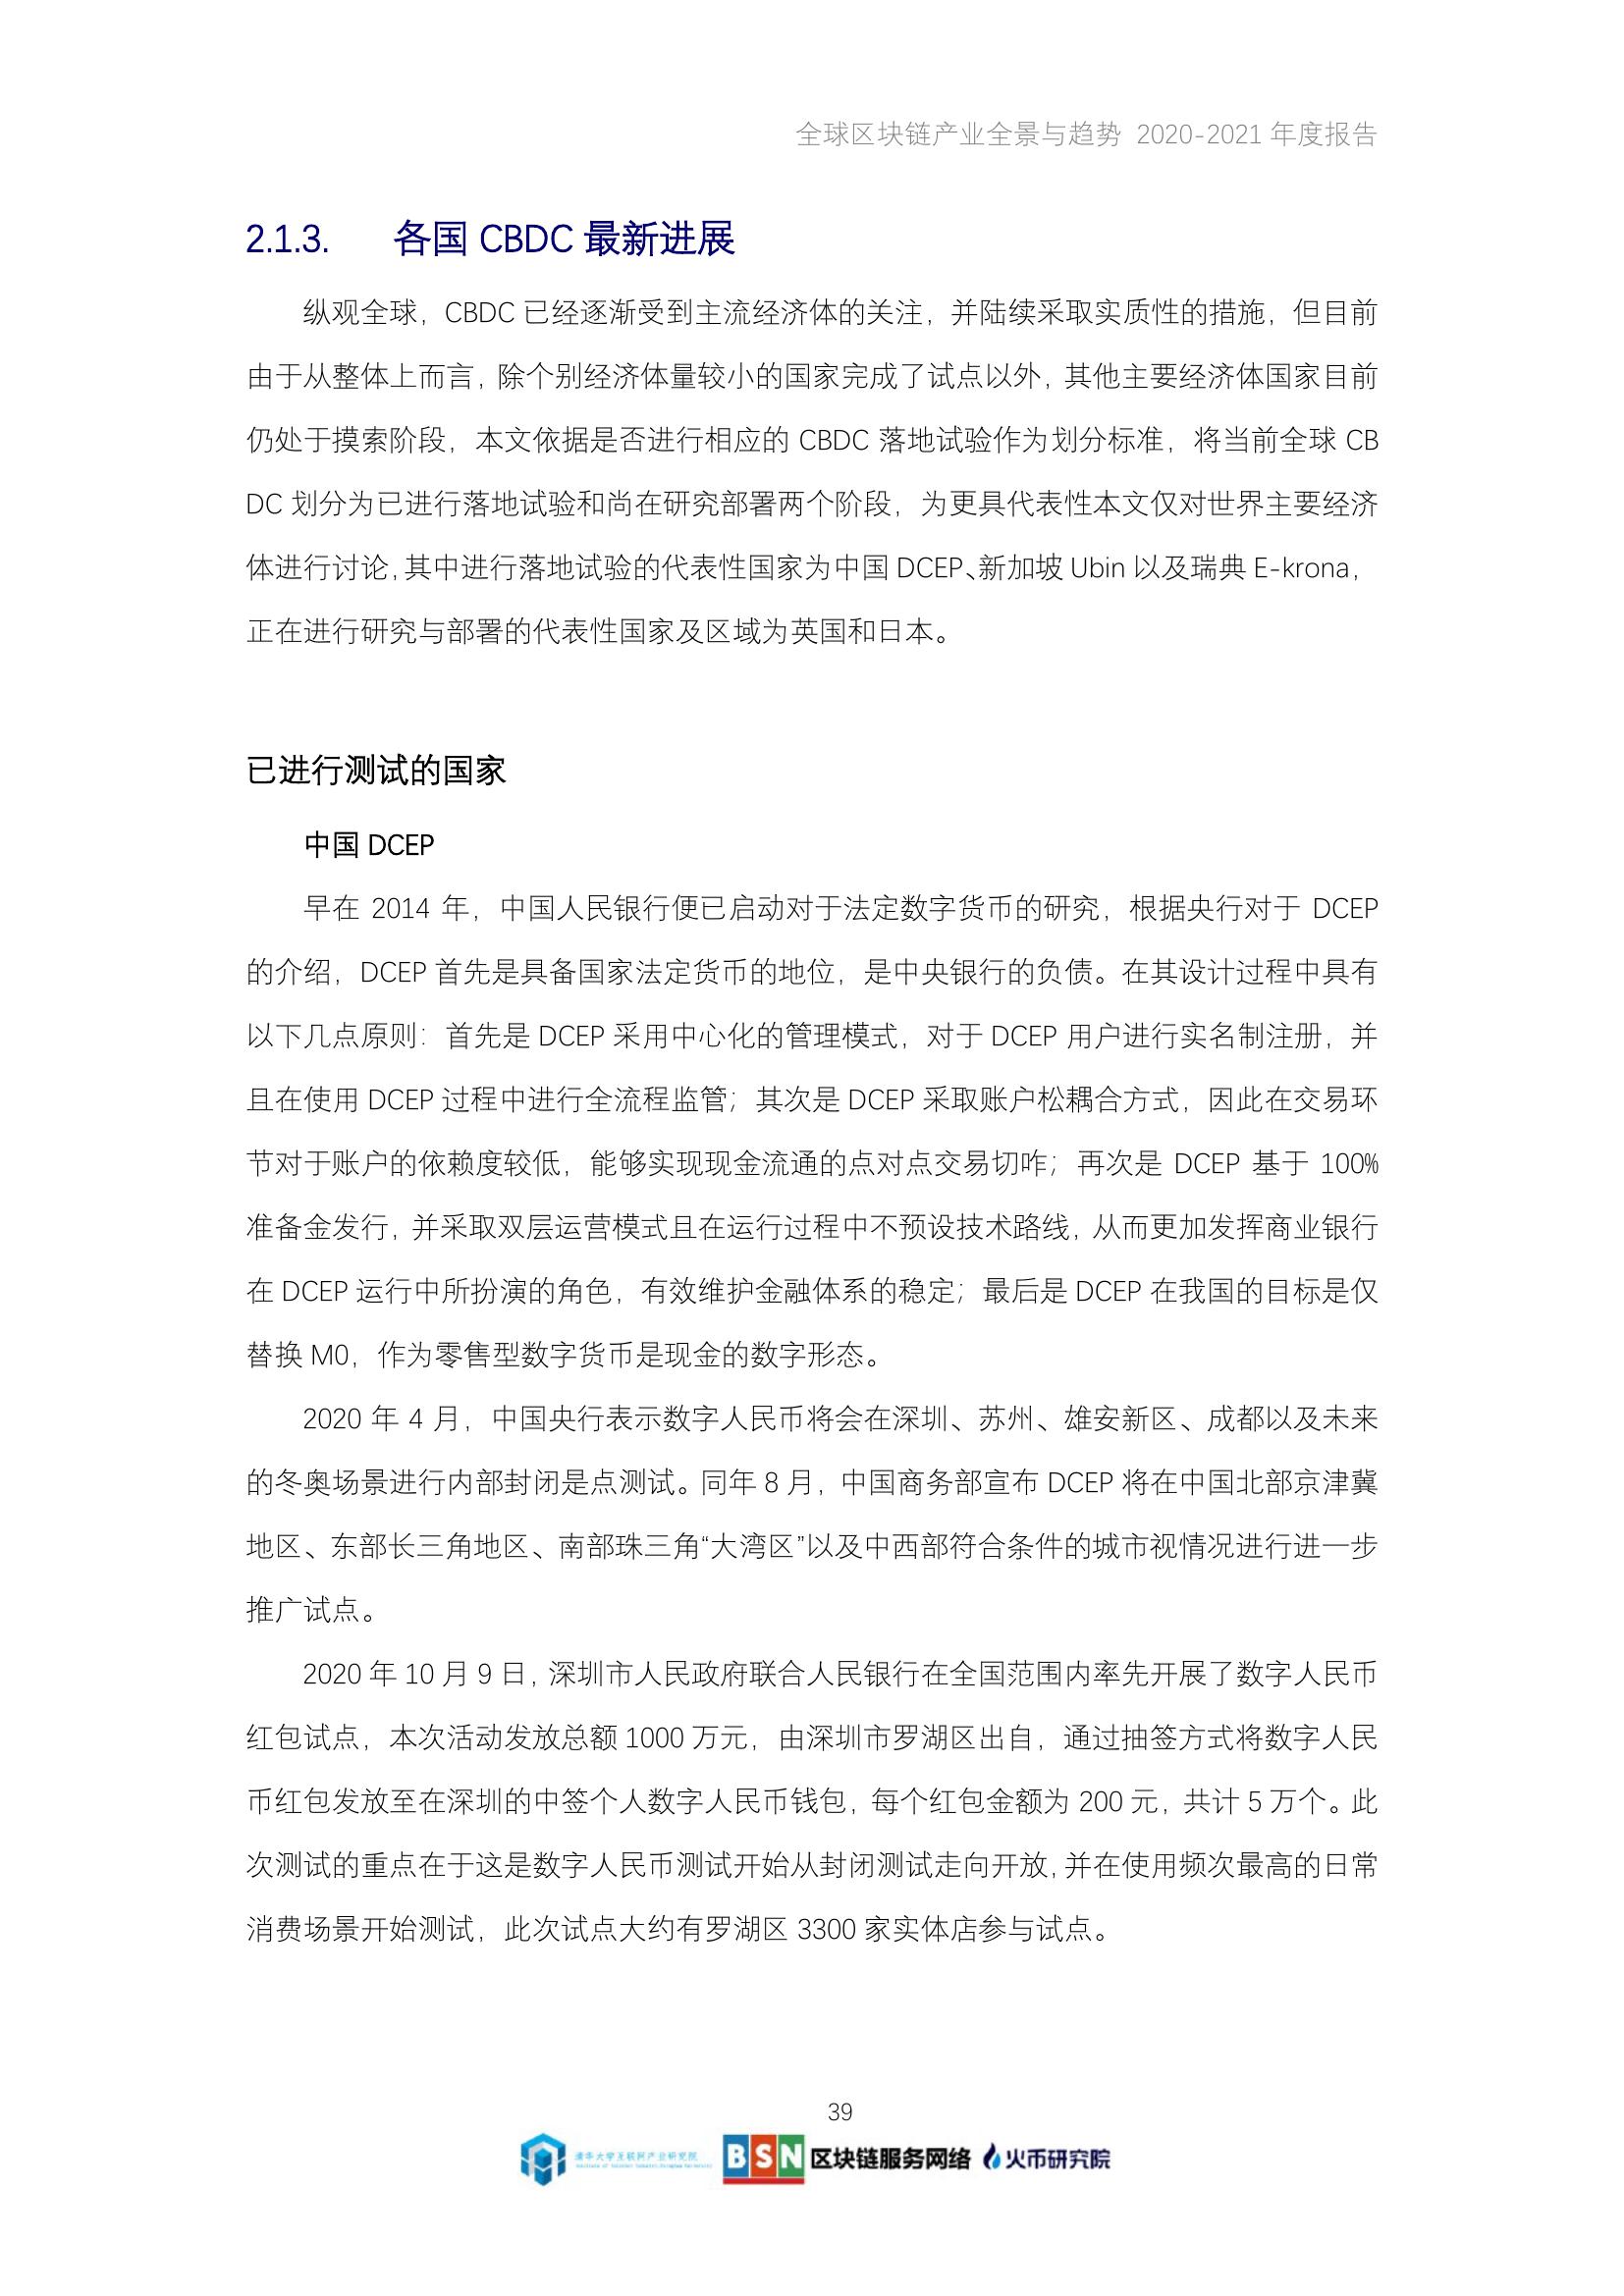 全球区块链产业全景与趋势 2020-2021 年度报告
2.1.3. 各国 CBDC 最新进展
纵观全球，CBDC 已经逐渐受到主流经济体的关注，并陆续采取实质性的措施，但目前
由于从整体上而言，除个别经济体量较小的国家完成了试点以外，其他主要经济体国家目前
仍处于摸索阶段，本文依据是否进行相应的 CBDC 落地试验作为划分标准，将当前全球 CB
DC 划分为已进行落地试验和尚在研究部署两个阶段，为更具代表性本文仅对世界主要经济
体进行讨论，其中进行落地试验的代表性国家为中国 DCEP、新加坡 Ubin 以及瑞典 E-krona，
正在进行研究与部署的代表性国家及区域为英国和日本。
已进行测试的国家
中国 DCEP
早在 2014 年，中国人民银行便已启动对于法定数字货币的研究，根据央行对于 DCEP
的介绍，DCEP 首先是具备国家法定货币的地位，是中央银行的负债。在其设计过程中具有
以下几点原则：首先是 DCEP 采用中心化的管理模式，对于 DCEP 用户进行实名制注册，并
且在使用 DCEP 过程中进行全流程监管；其次是 DCEP 采取账户松耦合方式，因此在交易环
节对于账户的依赖度较低，能够实现现金流通的点对点交易切咋；再次是 DCEP 基于 100%
准备金发行，并采取双层运营模式且在运行过程中不预设技术路线，从而更加发挥商业银行
在 DCEP 运行中所扮演的角色，有效维护金融体系的稳定；最后是 DCEP 在我国的目标是仅
替换 M0，作为零售型数字货币是现金的数字形态。
2020 年 4 月，中国央行表示数字人民币将会在深圳、苏州、雄安新区、成都以及未来
的冬奥场景进行内部封闭是点测试。同年 8 月，中国商务部宣布 DCEP 将在中国北部京津冀
地区、东部长三角地区、南部珠三角“大湾区”以及中西部符合条件的城市视情况进行进一步
推广试点。
2020 年 10 月 9 日，深圳市人民政府联合人民银行在全国范围内率先开展了数字人民币
红包试点，本次活动发放总额 1000 万元，由深圳市罗湖区出自，通过抽签方式将数字人民
币红包发放至在深圳的中签个人数字人民币钱包，每个红包金额为 200 元，共计 5 万个。此
次测试的重点在于这是数字人民币测试开始从封闭测试走向开放，并在使用频次最高的日常
消费场景开始测试，此次试点大约有罗湖区 3300 家实体店参与试点。
39
清华大学互联网产业研究院 BSN 区块链服务网络 火币研究院